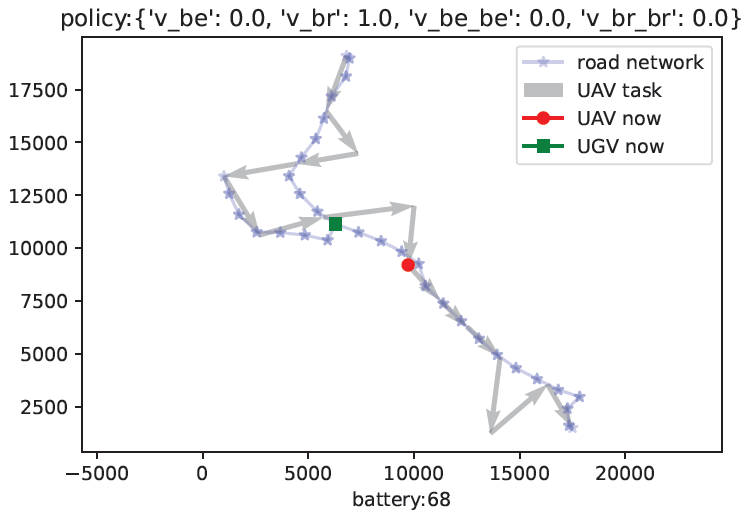 policy:{'v_be': 0.0, 'v_br': 1.0, 'v_be_be': 0.0, 'v_br_br': 0.0}
road network
UAV task
UAV now
UGV now
17500
15000
12500
10000
7500
5000
2500
−5000 0 5000 10000 15000 20000
battery:68